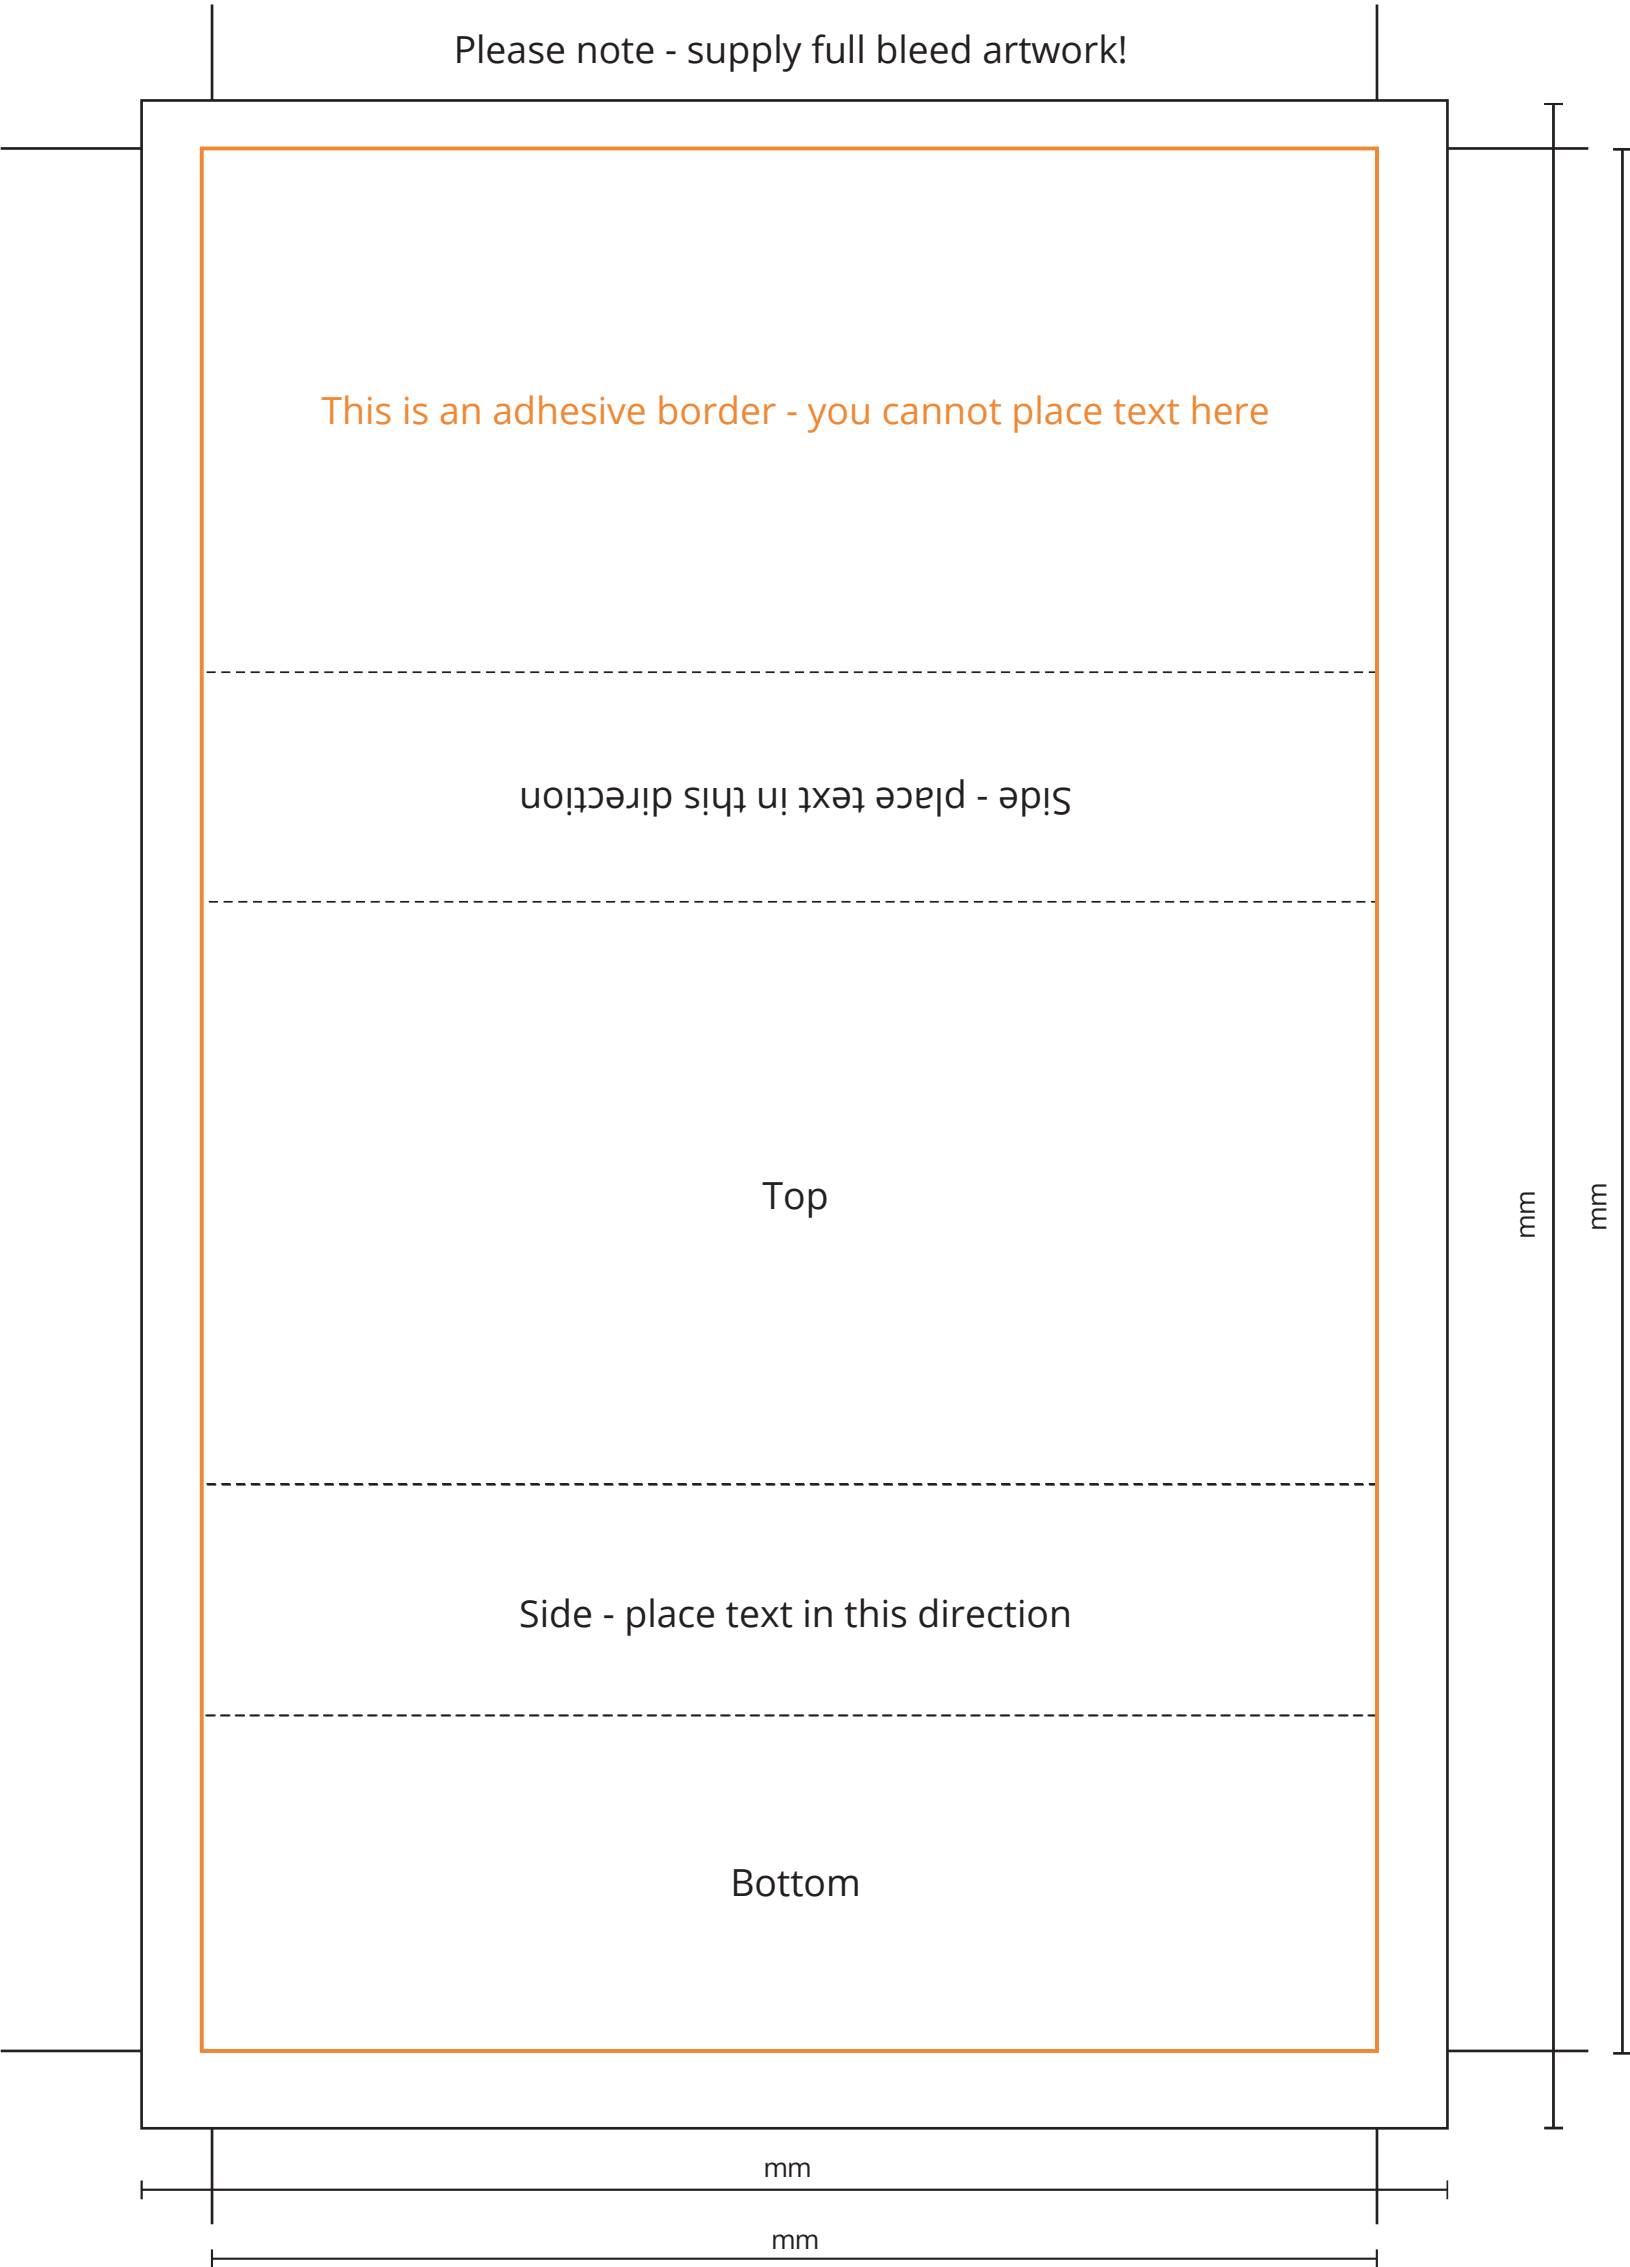 Please note - supply full bleed artwork!
This is an adhesive border - you cannot place text here
Side - place text in this direction
Top
mm
mm
Side - place text in this direction
Bottom
mm
mm